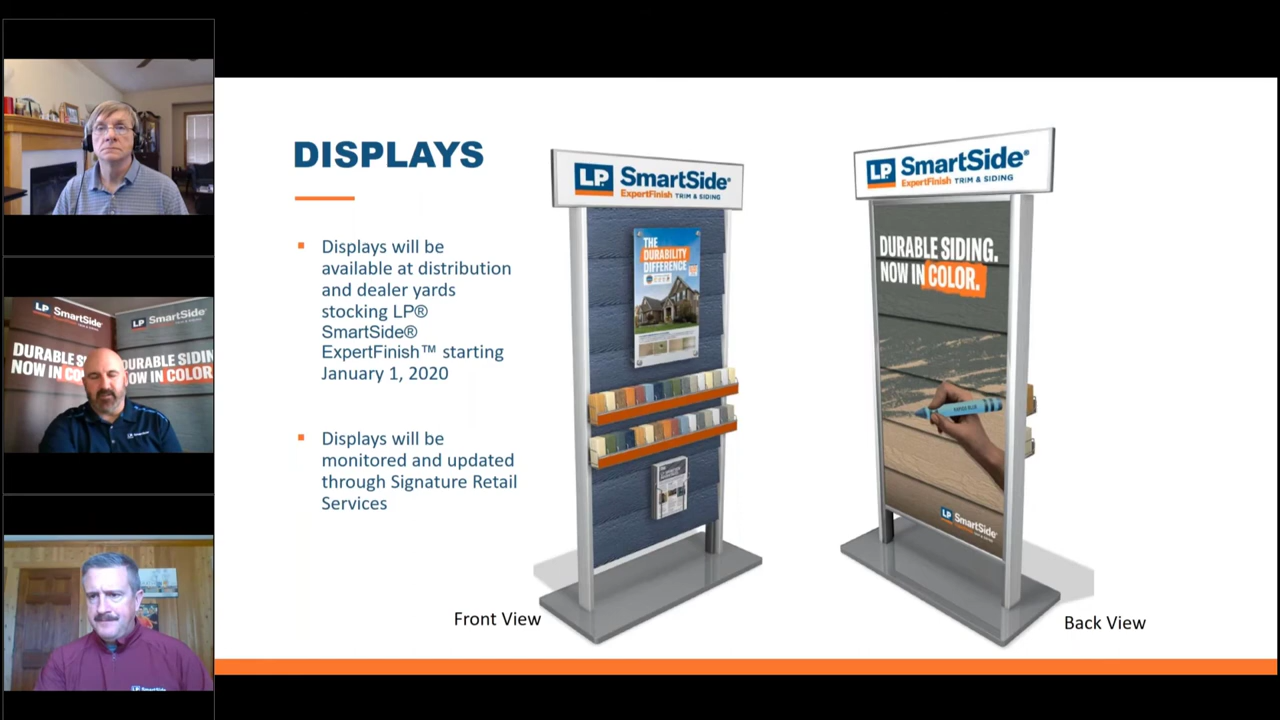 DISPLAYS
Displays will be
available at distribution
and dealer yards
stocking LP®
SmartSide®
ExpertFinish™ starting
January 1, 2020
Displays will be
monitored and updated
through Signature Retail
Services
LP SmartSide®
ExpertFinish TRIM & SIDING
THE
DURABILITY
DIFFERENCE
Front View
LP SmartSide®
ExpertFinish TRIM & SIDING
DURABLE SIDING.
NOW IN COLOR.
LP SmartSide
Back View
LP SmartSide
LP SmartSide
DURABLE S
DURABLE SIDIN
NOW IN CO
OW IN COLOR.
LP SmartSide